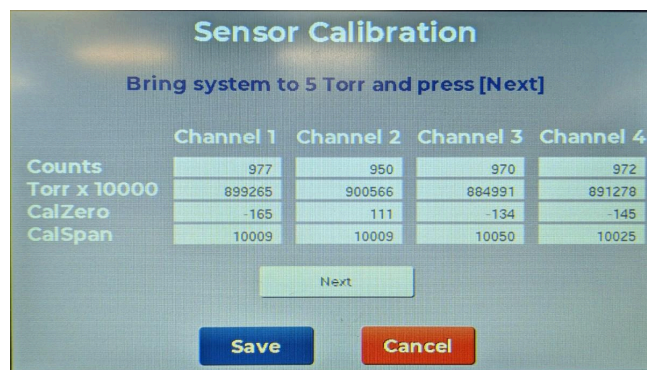 Sensor Calibration
Bring system to 5 Torr and press [Next]
Channel 1 Channel 2 Channel 3 Channel 4
Counts 977 950 970 972
Torr x 10000 899265 900566 884991 891278
CalZero -165 111 -134 -145
CalSpan 10009 10009 10050 10025
Next
Save Cancel